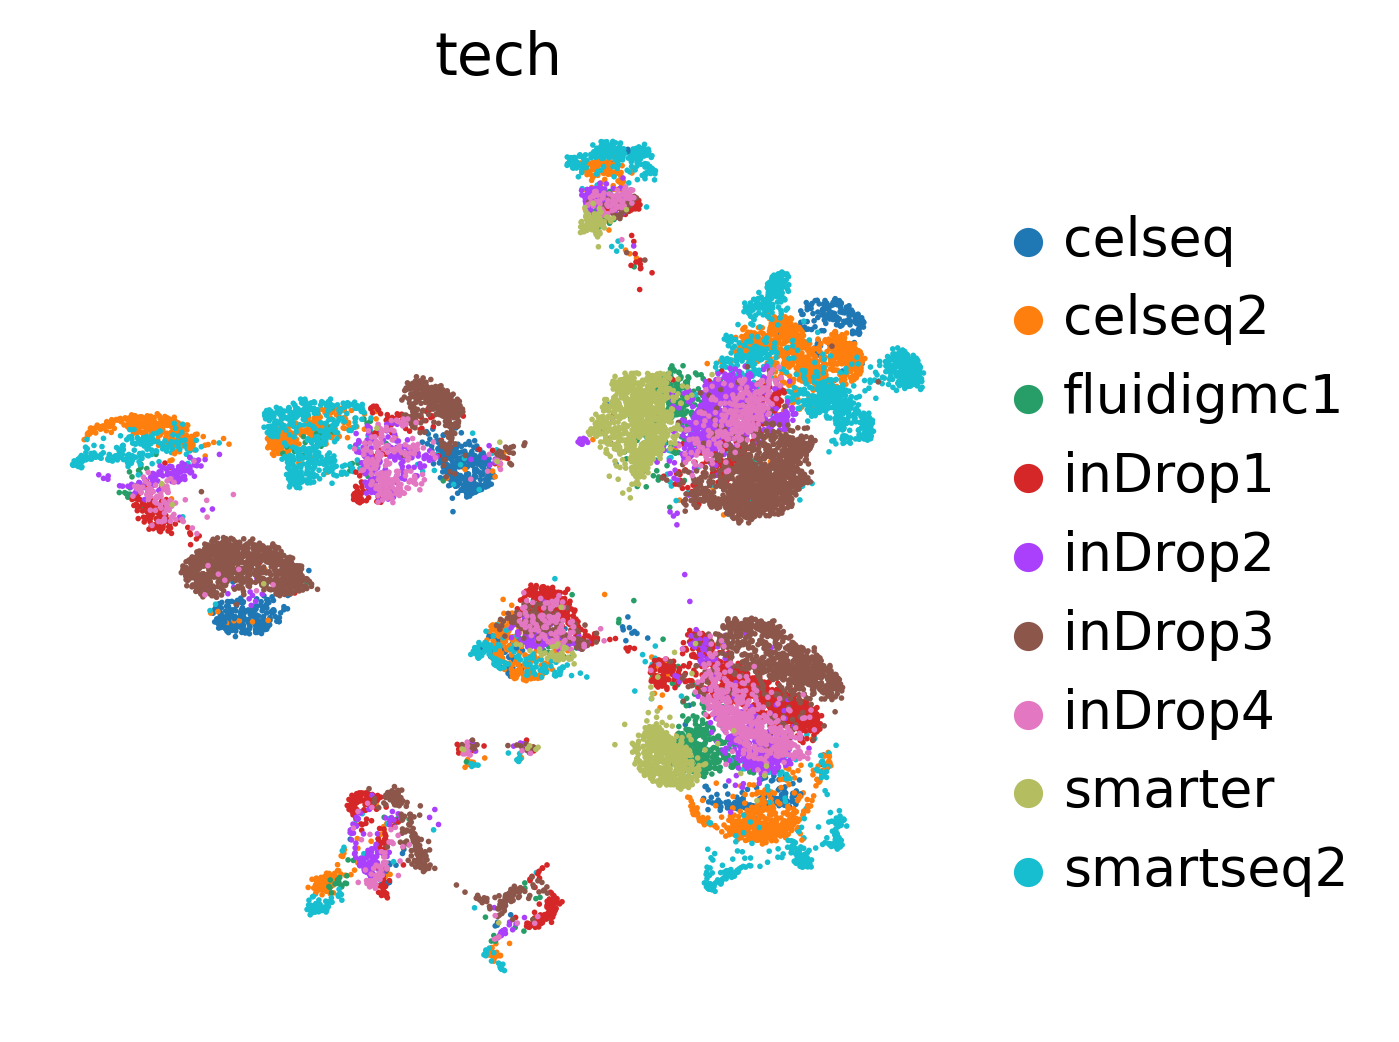 tech
celseq
celseq2
fluidigmc1
inDrop1
inDrop2
inDrop3
inDrop4
smarter
smartseq2